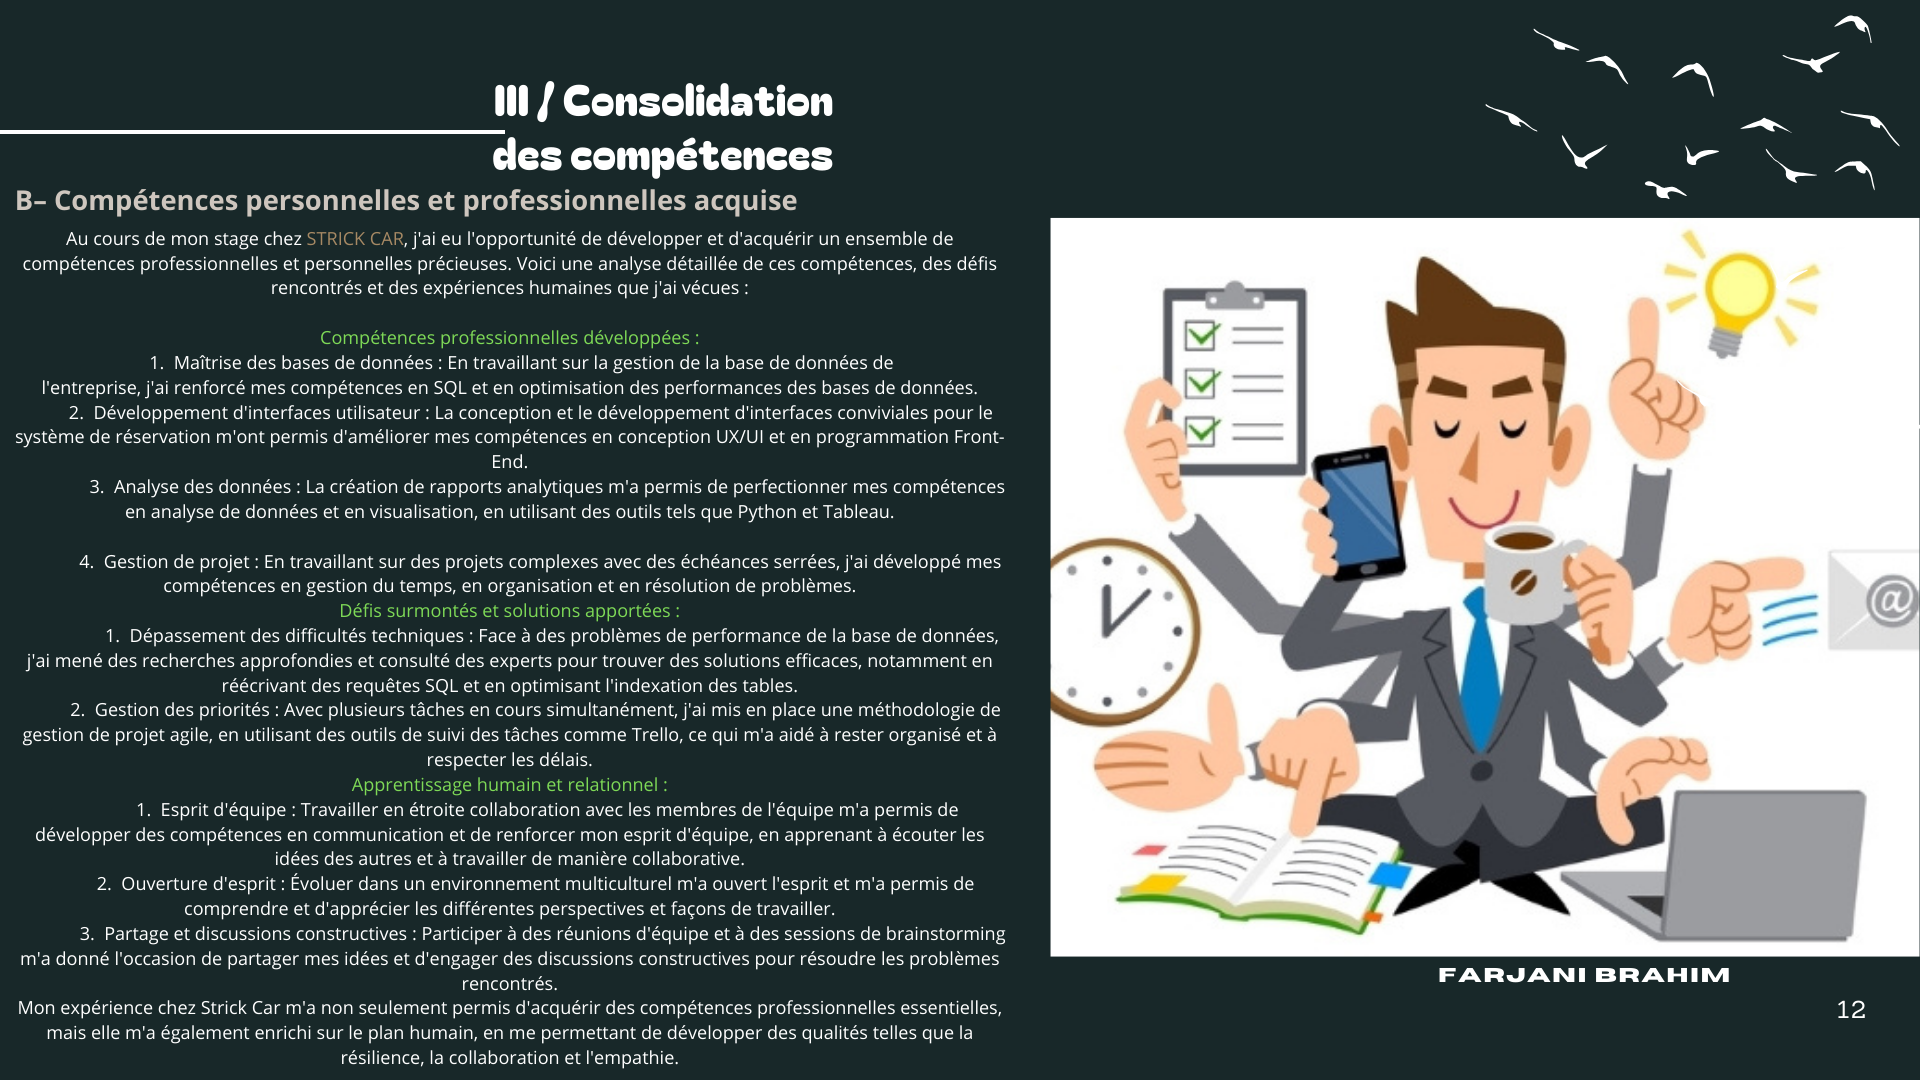 III / Consolidation
des compétences
B– Compétences personnelles et professionnelles acquise
Au cours de mon stage chez STRICK CAR, j'ai eu l'opportunité de développer et d'acquérir un ensemble de
compétences professionnelles et personnelles précieuses. Voici une analyse détaillée de ces compétences, des défis
rencontrés et des expériences humaines que j'ai vécues :
Compétences professionnelles développées :
1. Maîtrise des bases de données : En travaillant sur la gestion de la base de données de
l'entreprise, j'ai renforcé mes compétences en SQL et en optimisation des performances des bases de données.
2. Développement d'interfaces utilisateur : La conception et le développement d'interfaces conviviales pour le
système de réservation m'ont permis d'améliorer mes compétences en conception UX/UI et en programmation Front-
End.
3. Analyse des données : La création de rapports analytiques m'a permis de perfectionner mes compétences
en analyse de données et en visualisation, en utilisant des outils tels que Python et Tableau.
4. Gestion de projet : En travaillant sur des projets complexes avec des échéances serrées, j'ai développé mes
compétences en gestion du temps, en organisation et en résolution de problèmes.
Défis surmontés et solutions apportées :
1. Dépassement des difficultés techniques : Face à des problèmes de performance de la base de données,
j'ai mené des recherches approfondies et consulté des experts pour trouver des solutions efficaces, notamment en
réécrivant des requêtes SQL et en optimisant l'indexation des tables.
2. Gestion des priorités : Avec plusieurs tâches en cours simultanément, j'ai mis en place une méthodologie de
gestion de projet agile, en utilisant des outils de suivi des tâches comme Trello, ce qui m'a aidé à rester organisé et à
respecter les délais.
Apprentissage humain et relationnel :
1. Esprit d'équipe : Travailler en étroite collaboration avec les membres de l'équipe m'a permis de
développer des compétences en communication et de renforcer mon esprit d'équipe, en apprenant à écouter les
idées des autres et à travailler de manière collaborative.
2. Ouverture d'esprit : Évoluer dans un environnement multiculturel m'a ouvert l'esprit et m'a permis de
comprendre et d'apprécier les différentes perspectives et façons de travailler.
3. Partage et discussions constructives : Participer à des réunions d'équipe et à des sessions de brainstorming
m'a donné l'occasion de partager mes idées et d'engager des discussions constructives pour résoudre les problèmes
rencontrés.
Mon expérience chez Strick Car m'a non seulement permis d'acquérir des compétences professionnelles essentielles,
mais elle m'a également enrichi sur le plan humain, en me permettant de développer des qualités telles que la
résilience, la collaboration et l'empathie.
@
FARJANI BRAHIM
12